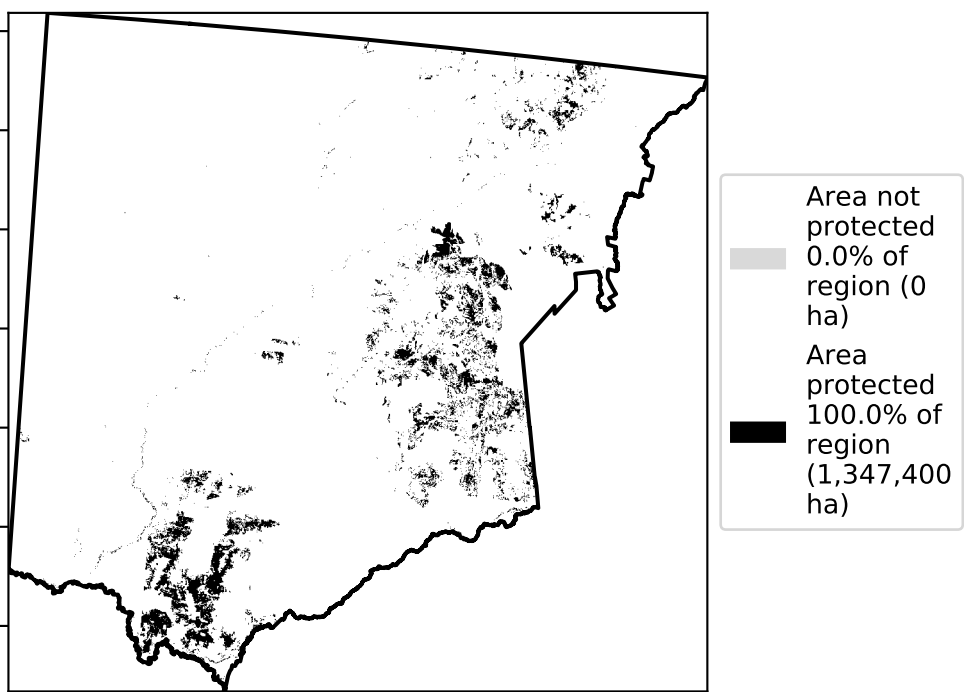 Area not
protected
0.0% of
region (0
ha)
Area
protected
100.0% of
region
(1,347,400
ha)